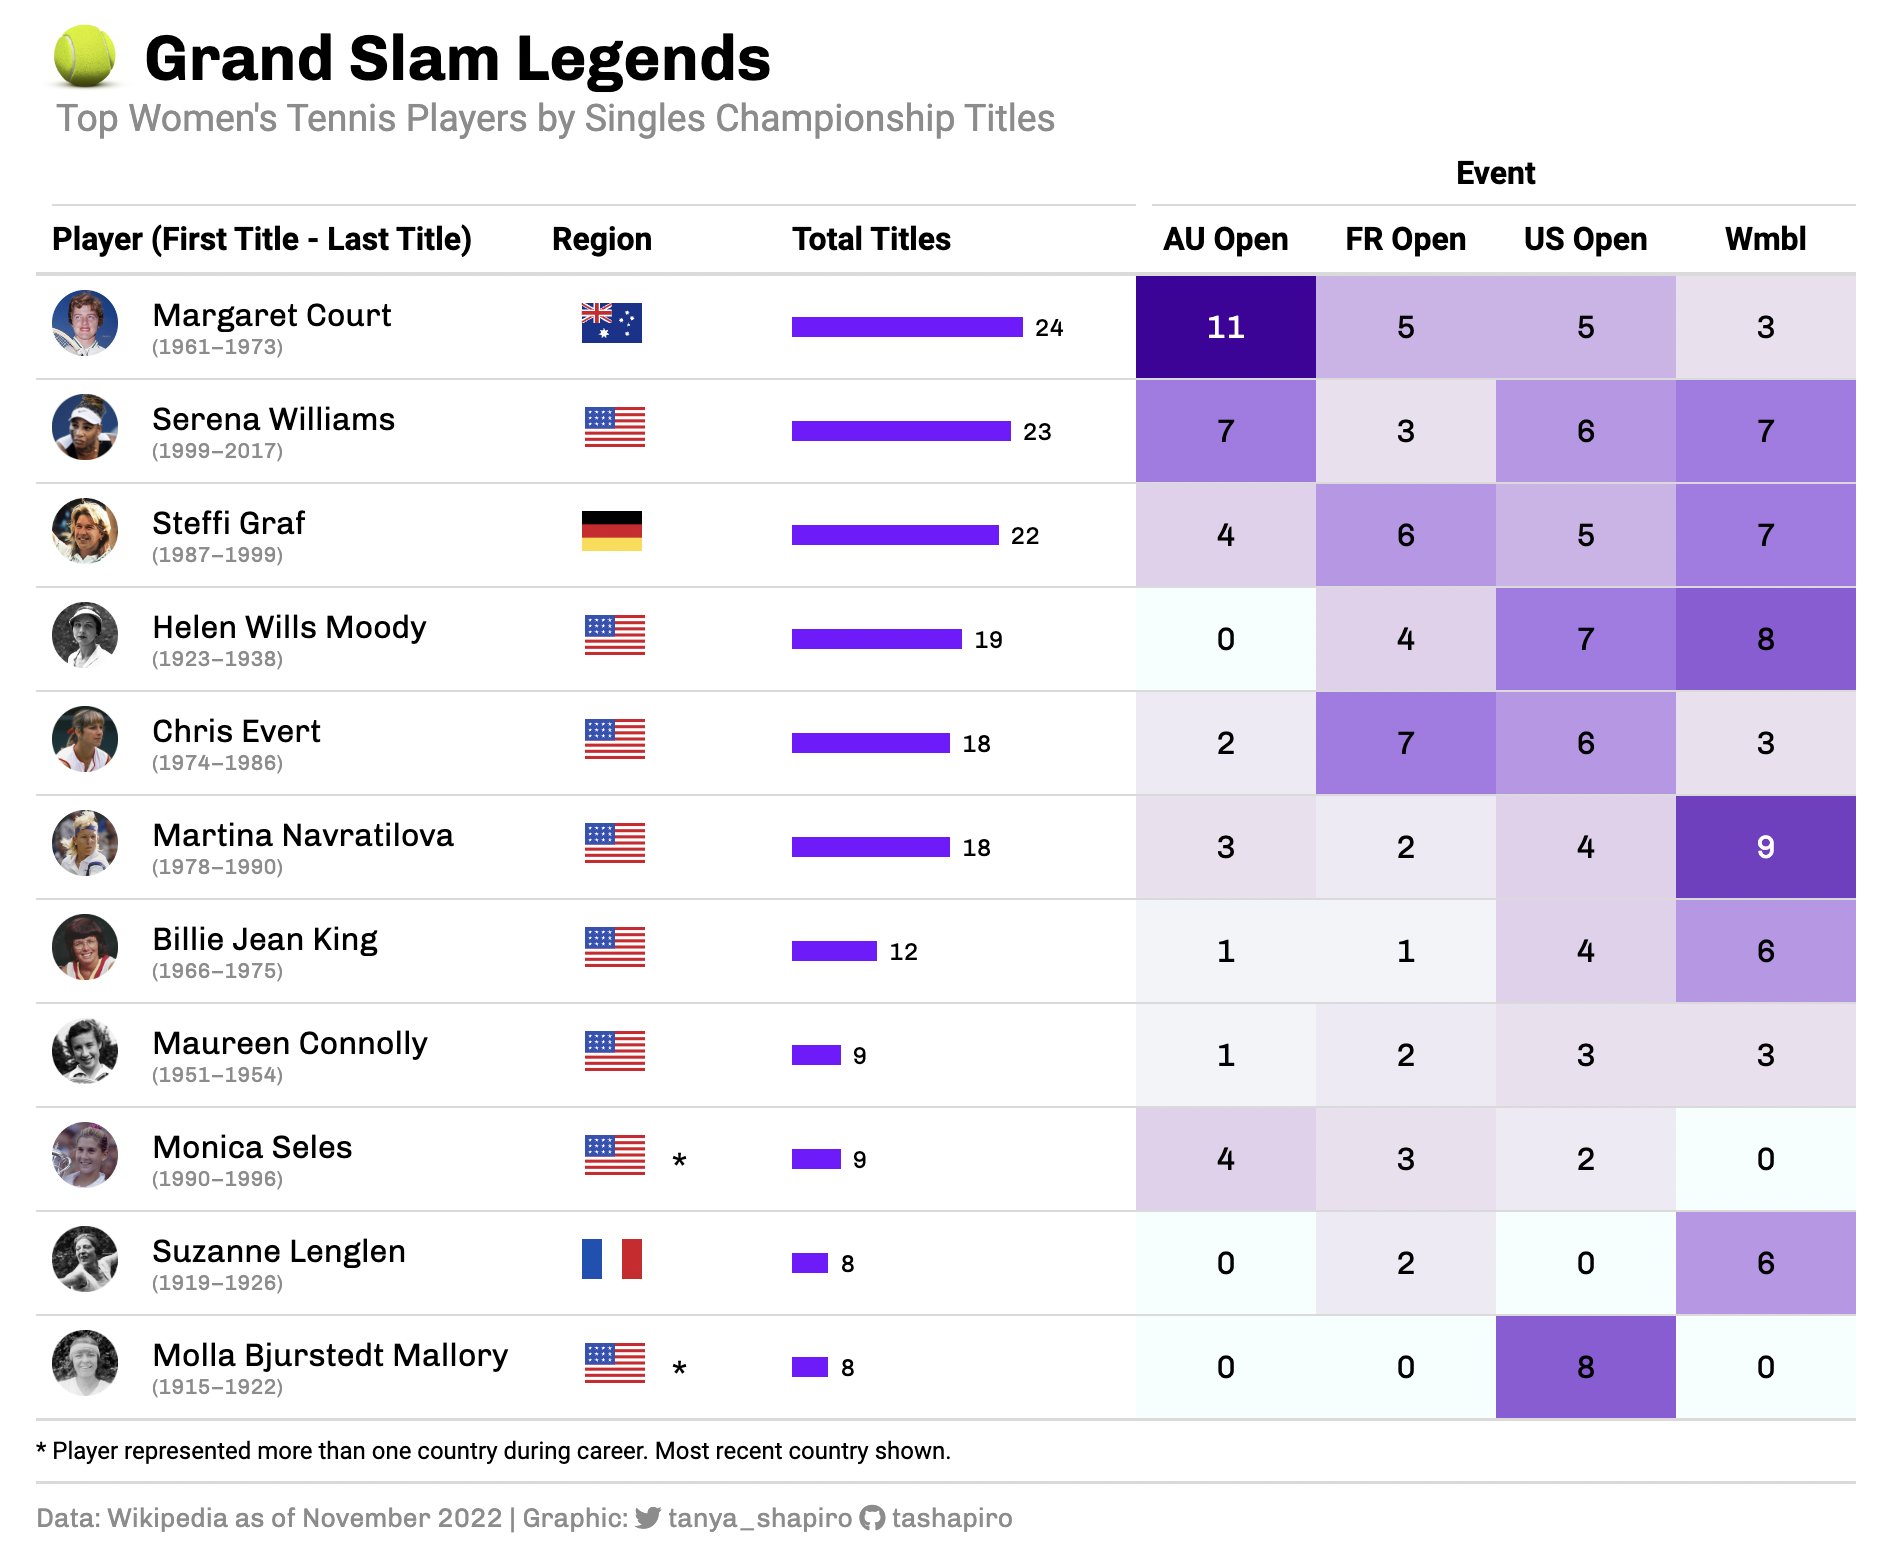 Grand Slam Legends
Top Women's Tennis Players by Singles Championship Titles
Event
Player (First Title - Last Title) Region Total Titles AU Open FR Open US Open Wmbl
Margaret Court 24 11 5 5 3
(1961–1973)
Serena Williams 23 7 3 6 7
(1999–2017)
Steffi Graf 22 4 6 5 7
(1987–1999)
Helen Wills Moody 19 0 4 7 8
(1923–1938)
Chris Evert 18 2 7 6 3
(1974–1986)
Martina Navratilova 18 3 2 4 9
(1978–1990)
Billie Jean King 12 1 1 4 6
(1966–1975)
Maureen Connolly 9 1 2 3 3
(1951–1954)
Monica Seles * 9 4 3 2 0
(1990–1996)
Suzanne Lenglen 8 0 2 0 6
(1919–1926)
Molla Bjurstedt Mallory * 8 0 0 8 0
(1915–1922)
* Player represented more than one country during career. Most recent country shown.
Data: Wikipedia as of November 2022 | Graphic: tanya_shapiro tashapiro